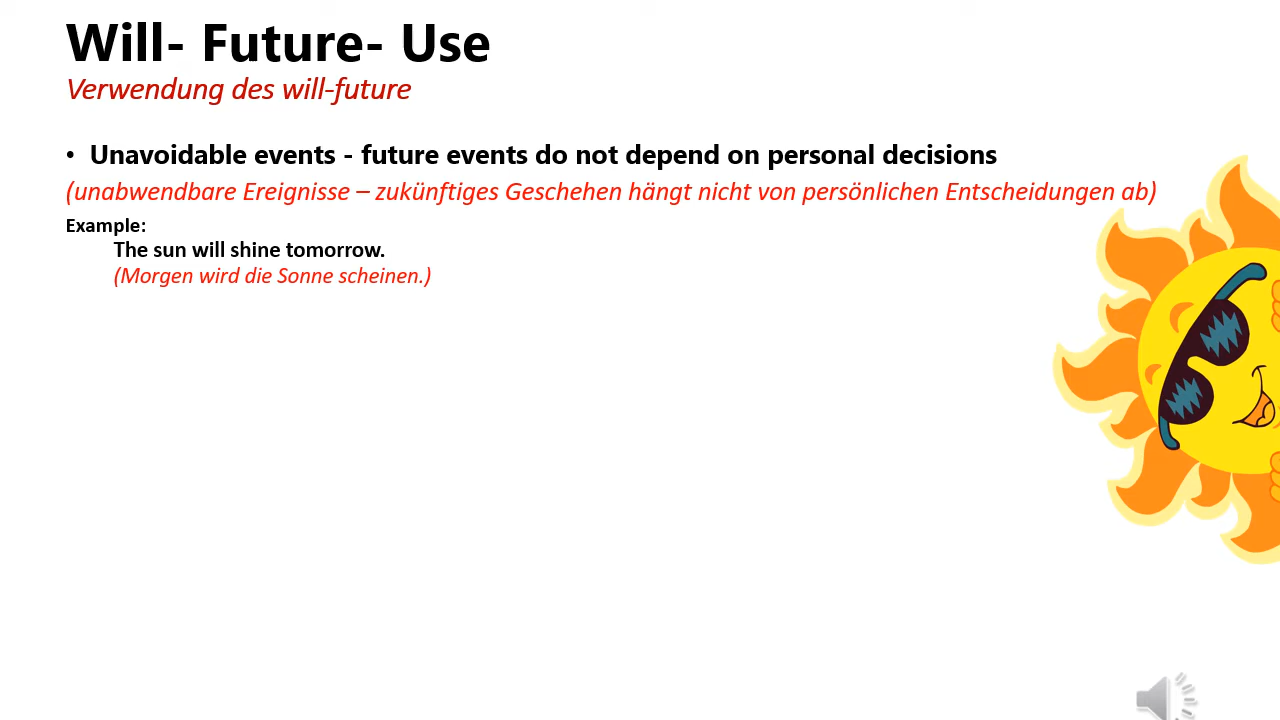 Will- Future- Use
Verwendung des will-future
• Unavoidable events - future events do not depend on personal decisions
(unabwendbare Ereignisse – zukünftiges Geschehen hängt nicht von persönlichen Entscheidungen ab)
Example:
The sun will shine tomorrow.
(Morgen wird die Sonne scheinen.)